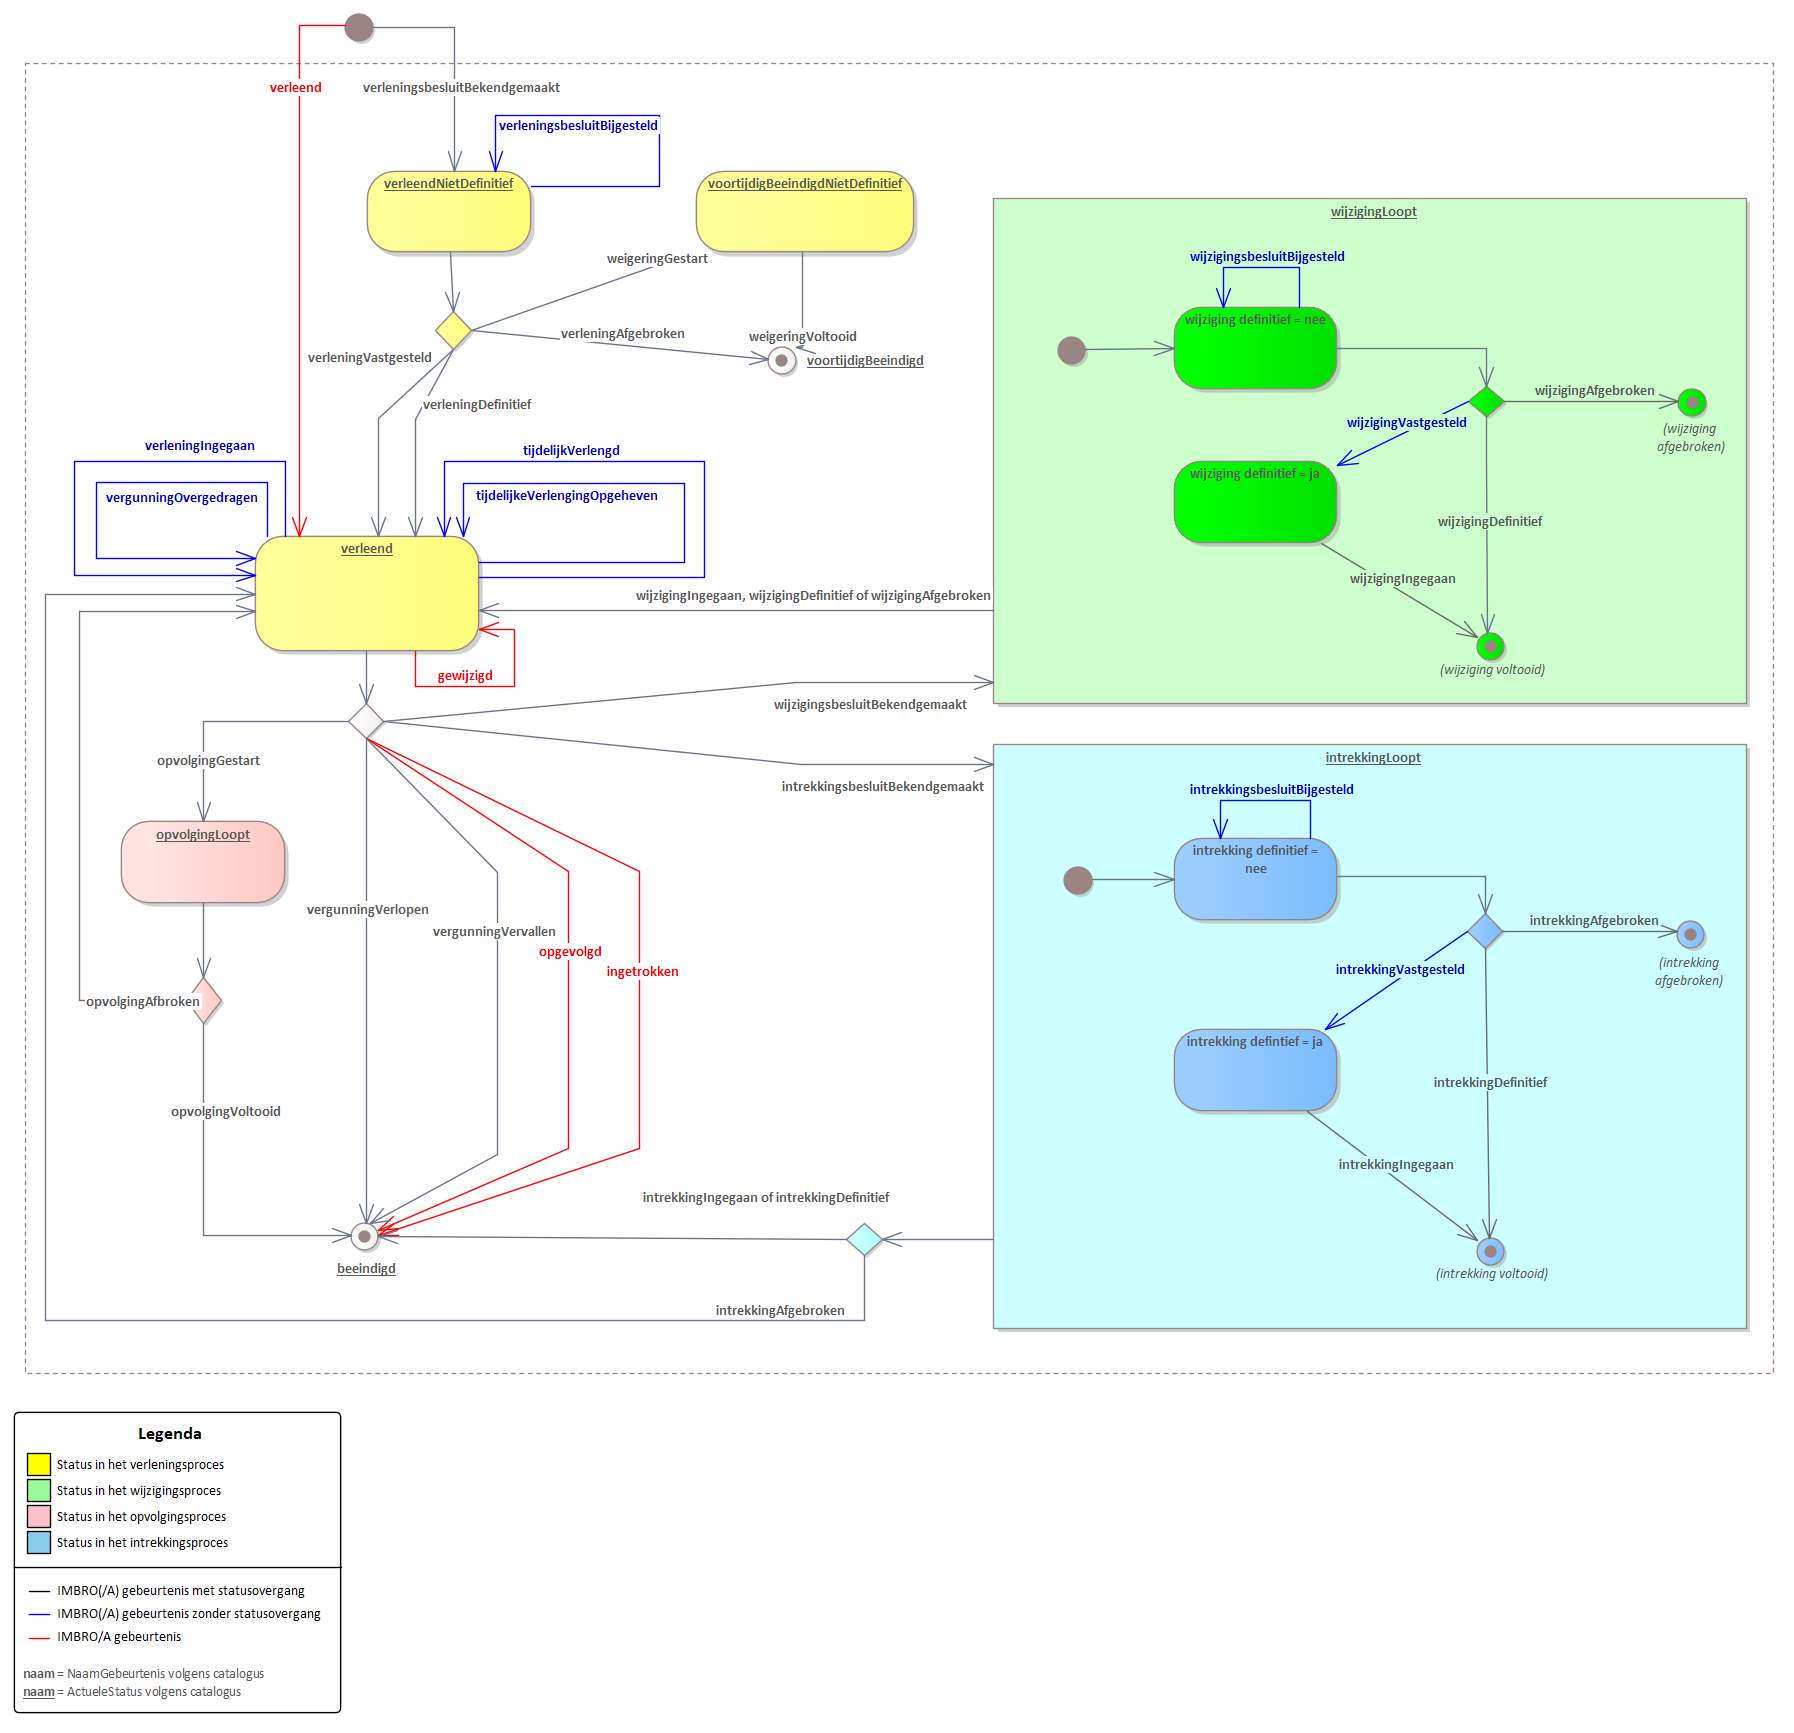 verleend
verleningsbesluitBekendgemaakt
verleningsbesluitBijgesteld
verleendNietDefinitief
voortijdigBeeindigdNietDefinitief
weigeringGestart
verleningAfgebroken
weigeringVoltooid
voortijdigBeeindigd
verleningVastgesteld
verleningDefinitief
verleningIngegaan
vergunningOvergedragen
tijdelijkVerlengd
tijdelijkeVerlengingOpgeheven
verleend
wijzigingIngegaan, wijzigingDefinitief of wijzigingAfgebroken
gewijzigd
wijzigingsbesluitBekendgemaakt
intrekkingsbesluitBekendgemaakt
wijzigingLoopt
wijzigingsbesluitBijgesteld
wijziging definitief = nee
wijzigingAfgebroken
(wijziging
afgebroken)
wijzigingVastgesteld
wijziging definitief = ja
wijzigingDefinitief
wijzigingIngegaan
(wijziging voltooid)
opvolgingGestart
opvolgingLoopt
vergunningVerlopen
vergunningVervallen
opgevolgd
ingetrokken
opvolgingAfbroken
opvolgingVoltooid
beeindigd
intrekkingIngegaan of intrekkingDefinitief
intrekkingAfgebroken
intrekkingLoopt
intrekkingsbesluitBijgesteld
intrekking definitief =
nee
intrekkingAfgebroken
(intrekking
afgebroken)
intrekkingVastgesteld
intrekking defintief = ja
intrekkingDefinitief
intrekkingIngegaan
(intrekking voltooid)
Legenda
Status in het verleningsproces
Status in het wijzigingsproces
Status in het opvolgingsproces
Status in het intrekkingsproces
IMBRO(/A) gebeurtenis met statusovergang
IMBRO(/A) gebeurtenis zonder statusovergang
IMBRO/A gebeurtenis
naam = NaamGebeurtenis volgens catalogus
naam = ActueleStatus volgens catalogus